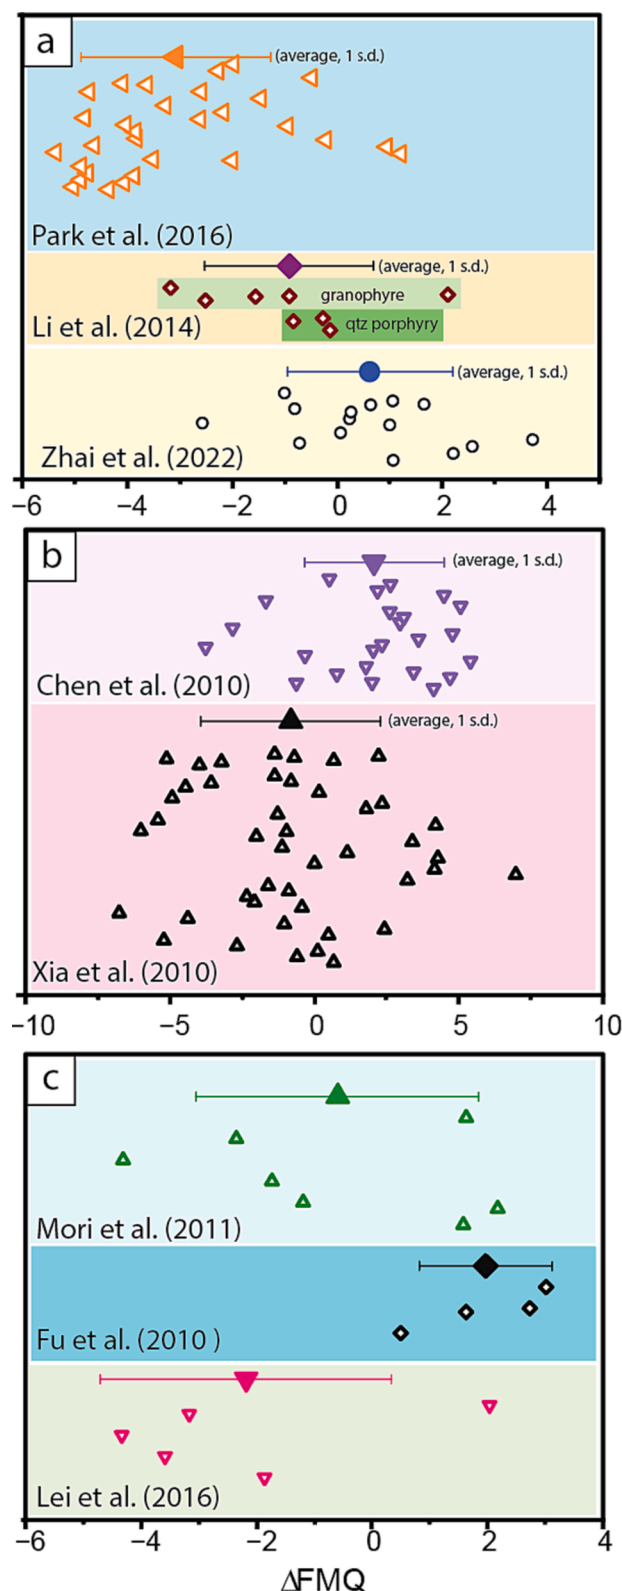 a
(average, 1 s.d.)
Park et al. (2016)
(average, 1 s.d.)
granophyre
Li et al. (2014)
qtz porphyry
(average, 1 s.d.)
Zhai et al. (2022)
−6 −4 −2 0 2 4
b
(average, 1 s.d.)
Chen et al. (2010)
(average, 1 s.d.)
Xia et al. (2010)
−10 −5 0 5 10
c
Mori et al. (2011)
Fu et al. (2010 )
Lei et al. (2016)
−6 −4 −2 0 2 4
ΔFMQ